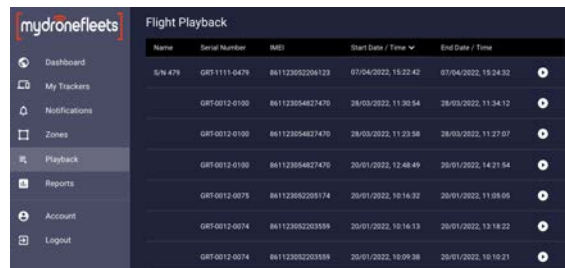 mydronefleets
Dashboard
My Trackers
Notifications
Zones
Playback
Reports
Account
Logout
Flight Playback
Name Serial Number IMEI Start Date / Time End Date / Time
S/N 479 GRT-1111-0479 861123052206123 07/04/2022, 15:22:42 07/04/2022, 15:24:32
GRT-0012-0100 861123054827470 28/03/2022, 11:30:54 28/03/2022, 11:34:12
GRT-0012-0100 861123054827470 28/03/2022, 11:23:58 28/03/2022, 11:27:07
GRT-0012-0100 861123054827470 20/01/2022, 12:48:49 20/01/2022, 14:21:54
GRT-0012-0075 861123052205174 20/01/2022, 10:16:32 20/01/2022, 11:05:05
GRT-0012-0074 861123052203559 20/01/2022, 10:16:13 20/01/2022, 13:18:22
GRT-0012-0074 861123052203559 20/01/2022, 10:09:38 20/01/2022, 10:10:21